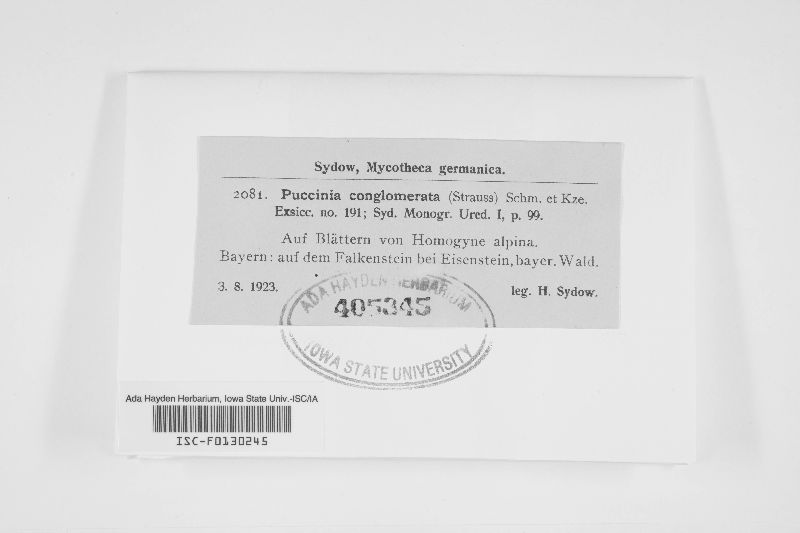 Sydow, Mycotheca germanica.
2081. Puccinia conglomerata (Strauss) Schm. et Kze.
Exsicc. no. 191; Syd. Monogr. Ured. I, p. 99.
Auf Blättern von Homogyne alpina.
Bayern: auf dem Falkenstein bei Eisenstein, bayer. Wald.
3. 8. 1923.
leg. H. Sydow.
ADA HAYDEN HERBARIUM
405345
IOWA STATE UNIVERSITY
Ada Hayden Herbarium, Iowa State Univ.-ISC/IA
ISC-F0130245